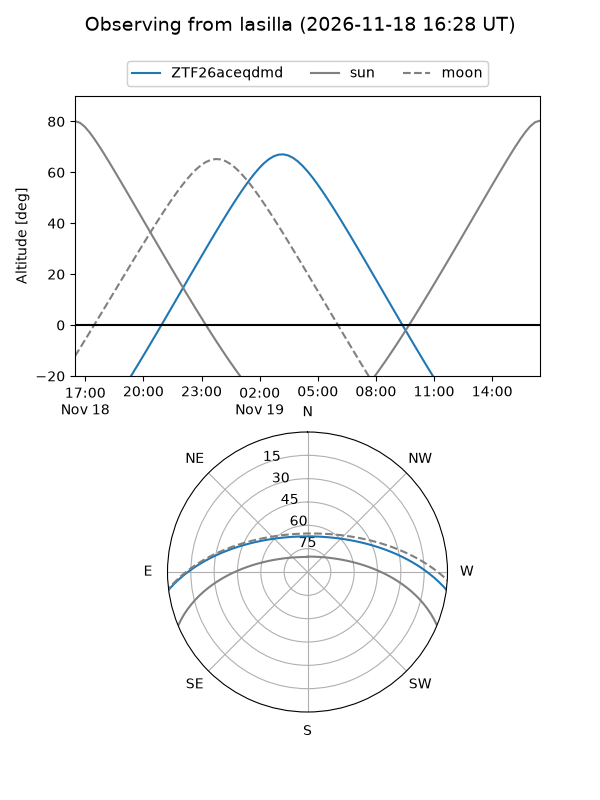 Observing from lasilla (2026-11-18 16:28 UT)
ZTF26aceqdmd sun moon
Altitude [deg]
80
60
40
20
0
−20
17:00 20:00 23:00 02:00 05:00 08:00 11:00 14:00
Nov 18 Nov 19
N
NE NW
15
30
45
60
75
E W
SE SW
S